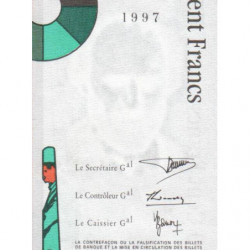 1997
ent Francs
Le Secrétaire Gal
Le Contrôleur Gal
Le Caissier Gal
LA CONTREFAÇON OU LA FALSIFICATION DES BILLETS
DE BANQUE ET LA MISE EN CIRCULATION DES BILLETS